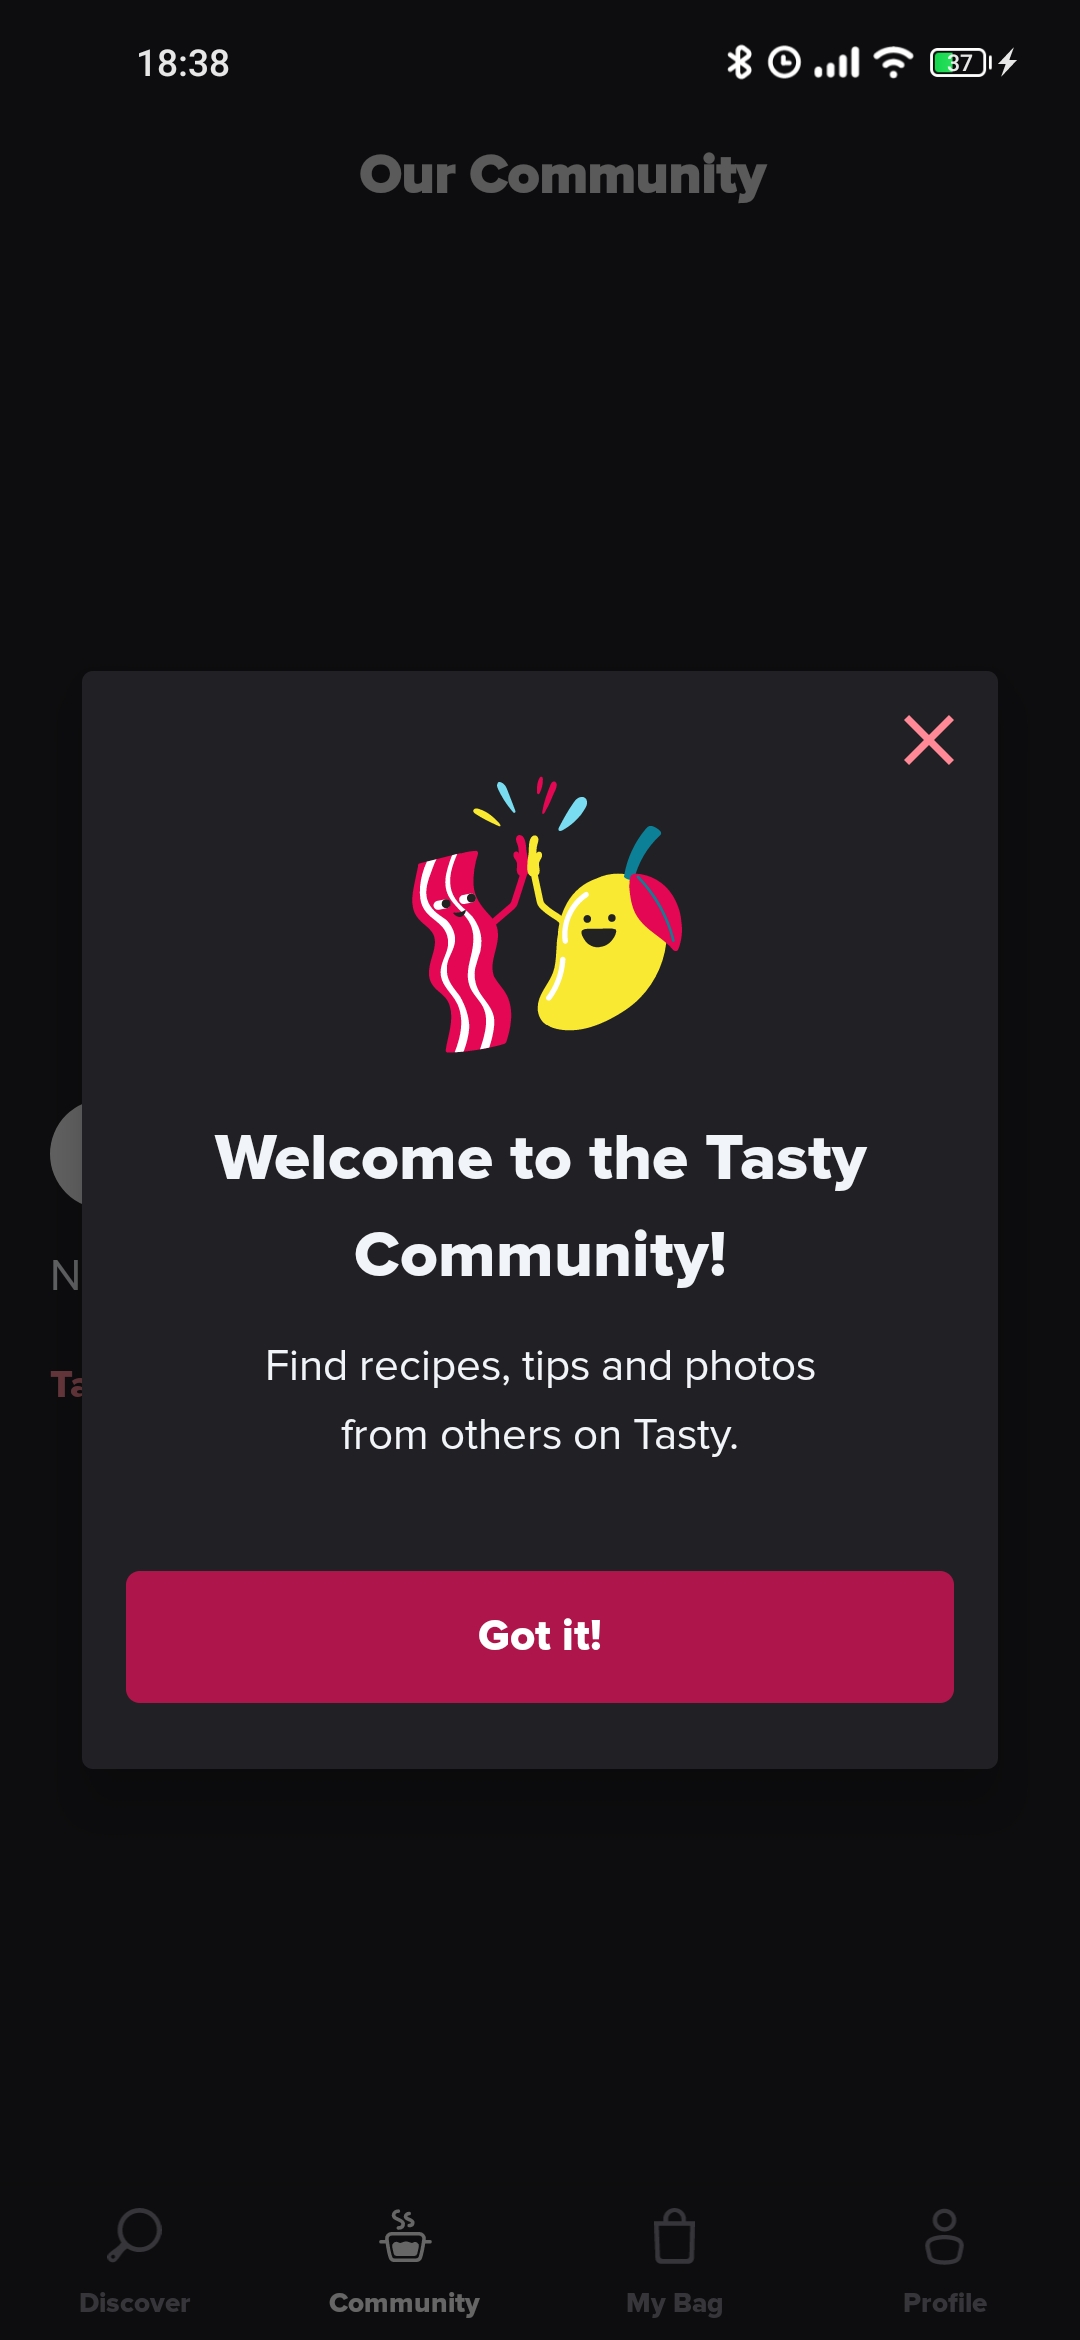 18:38
37
Our Community
Welcome to the Tasty
Community!
Find recipes, tips and photos
from others on Tasty.
Got it!
Discover
Community
My Bag
Profile